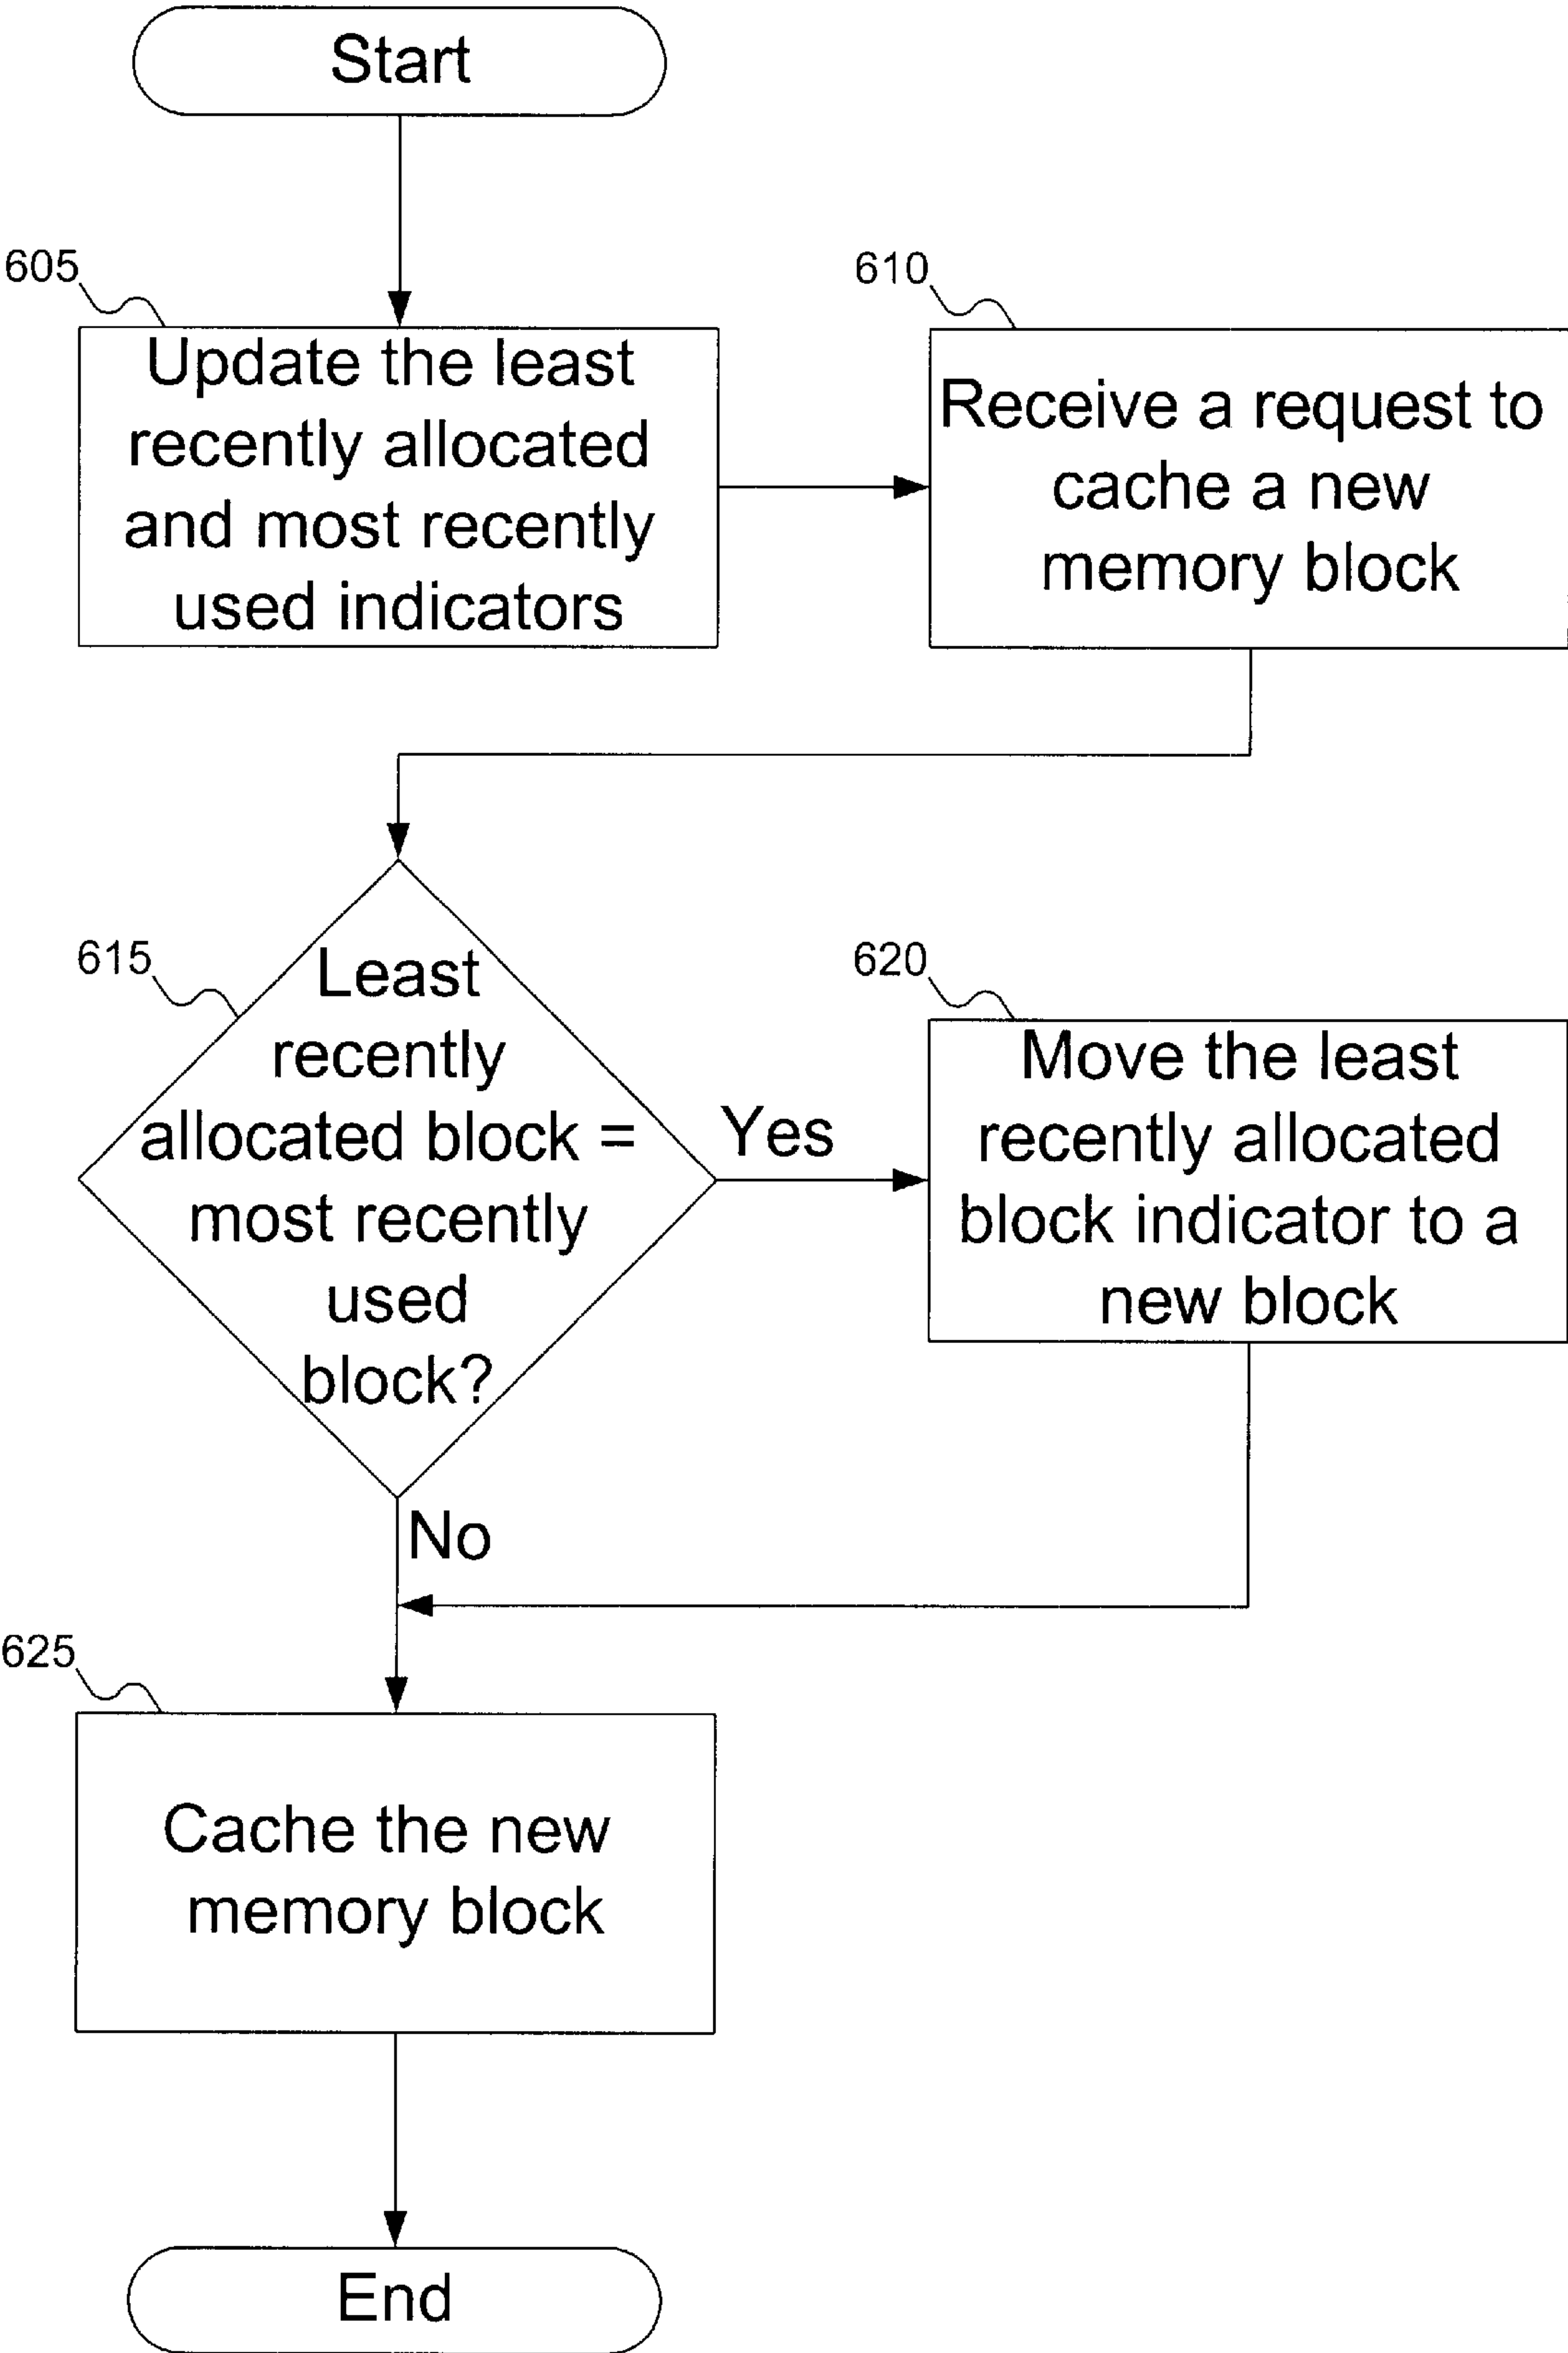 Start
605
Update the least
recently allocated
and most recently
used indicators
610
Receive a request to
cache a new
memory block
615
Least
recently
allocated block =
most recently
used
block?
Yes
620
Move the least
recently allocated
block indicator to a
new block
No
625
Cache the new
memory block
End